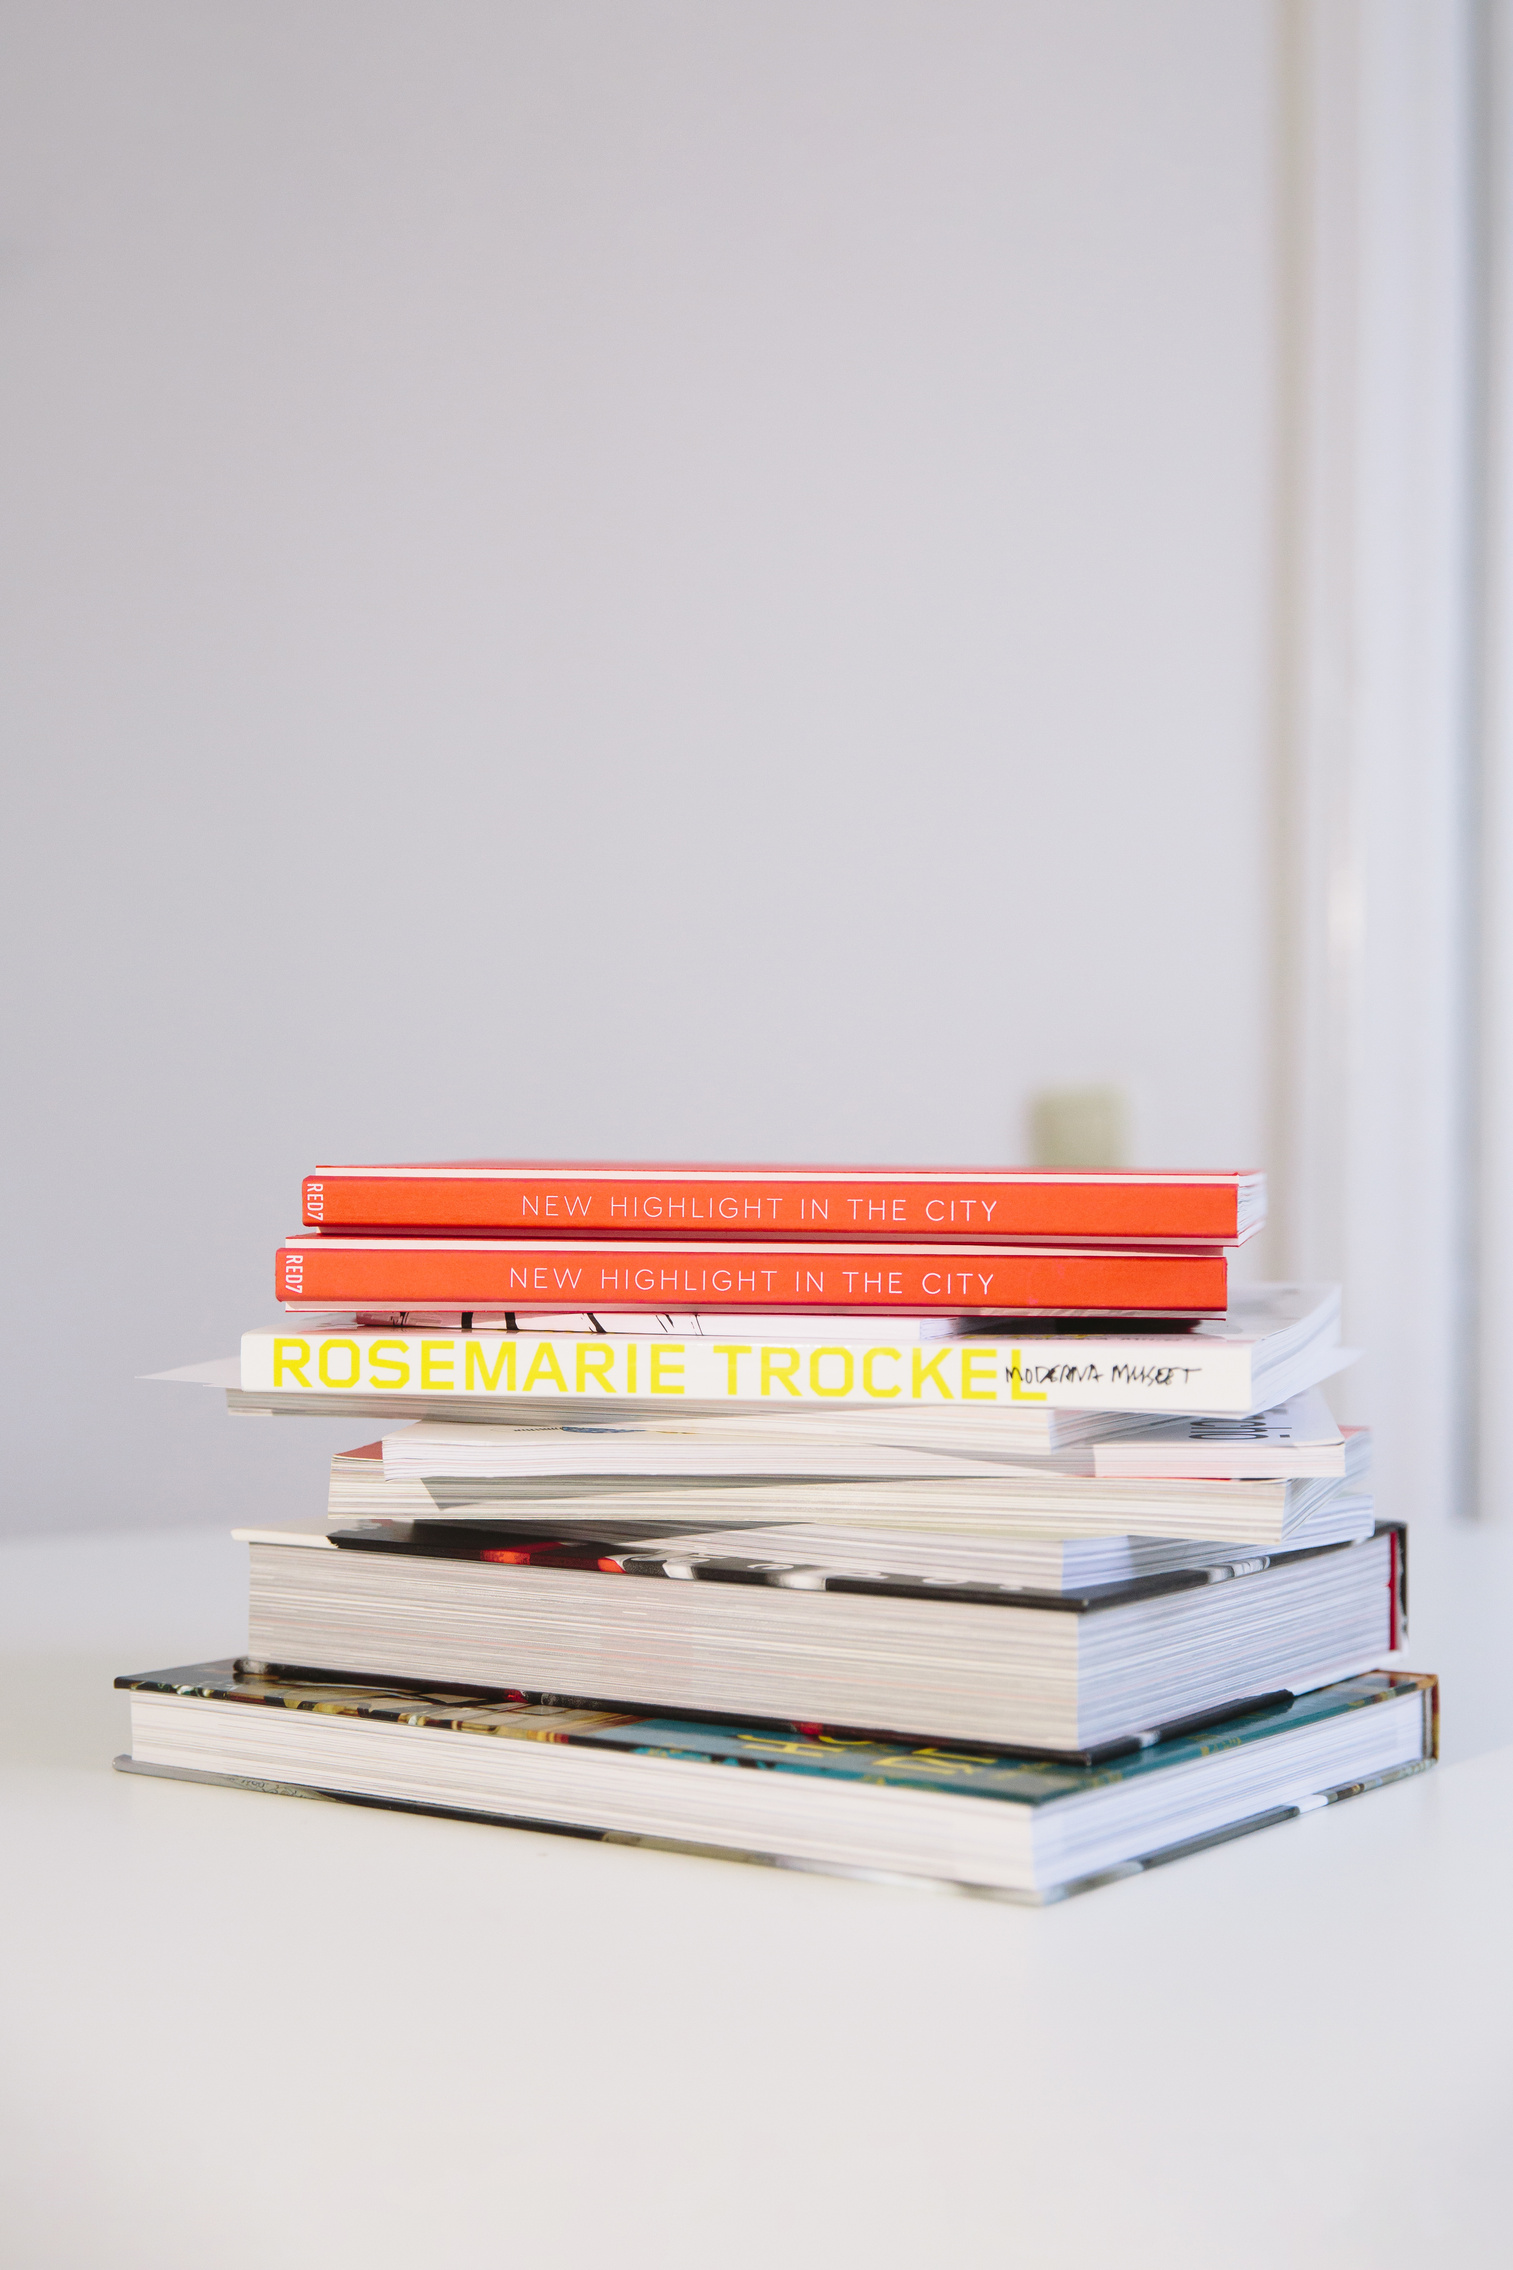 RED7 NEW HIGHLIGHT IN THE CITY
RED7 NEW HIGHLIGHT IN THE CITY
ROSEMARIE TROCKEL MODERNA MUSEET